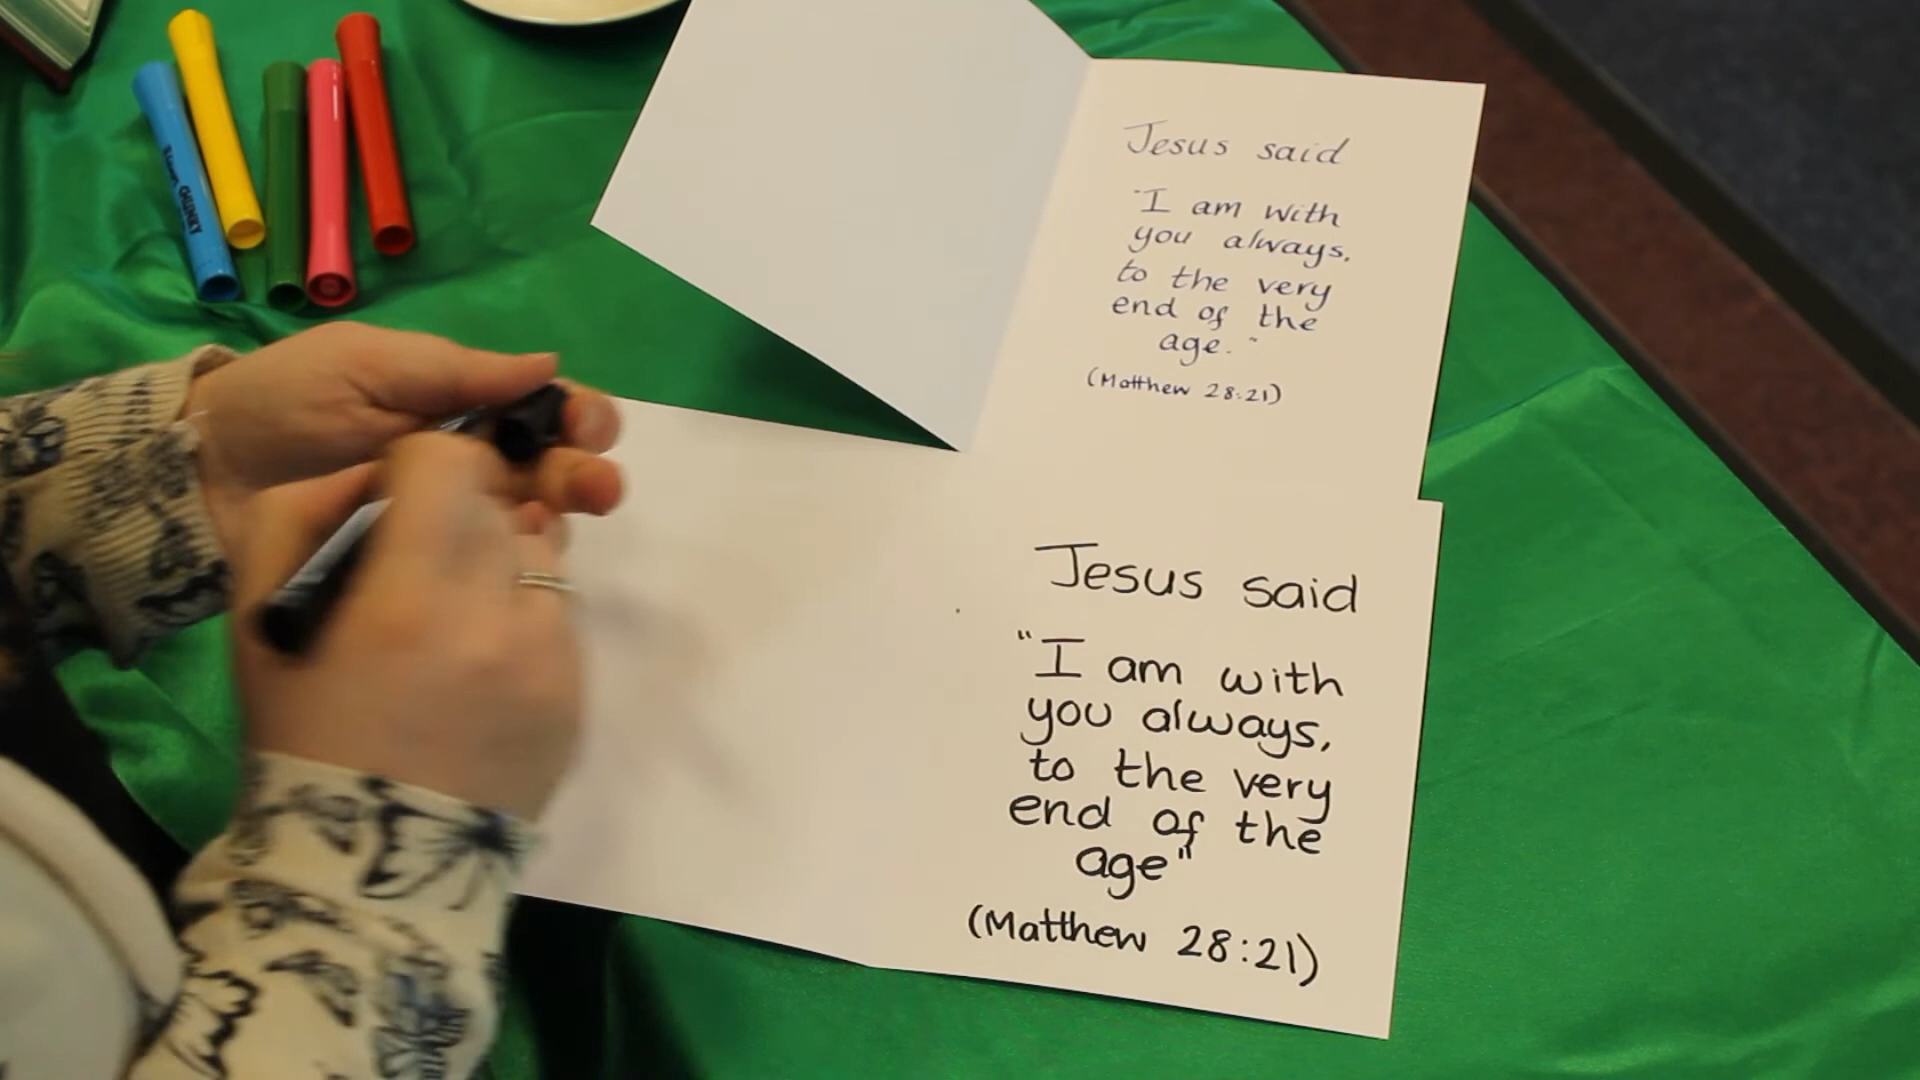 Jesus said
"I am with
you always,
to the very
end of the
age."
(Matthew 28:21)
Jesus said
"I am with
you always,
to the very
end of the
age"
(Matthew 28:21)